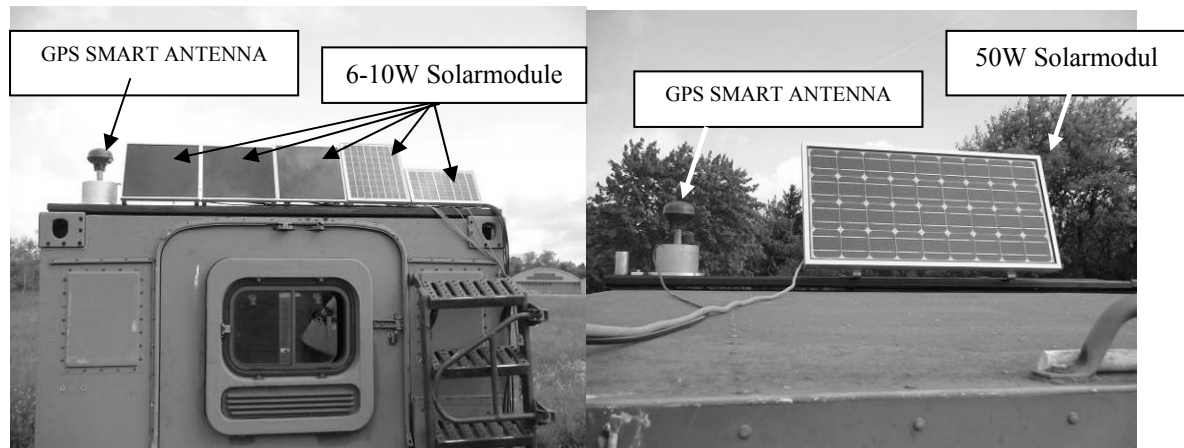 GPS SMART ANTENNA
6-10W Solarmodule
GPS SMART ANTENNA
50W Solarmodul